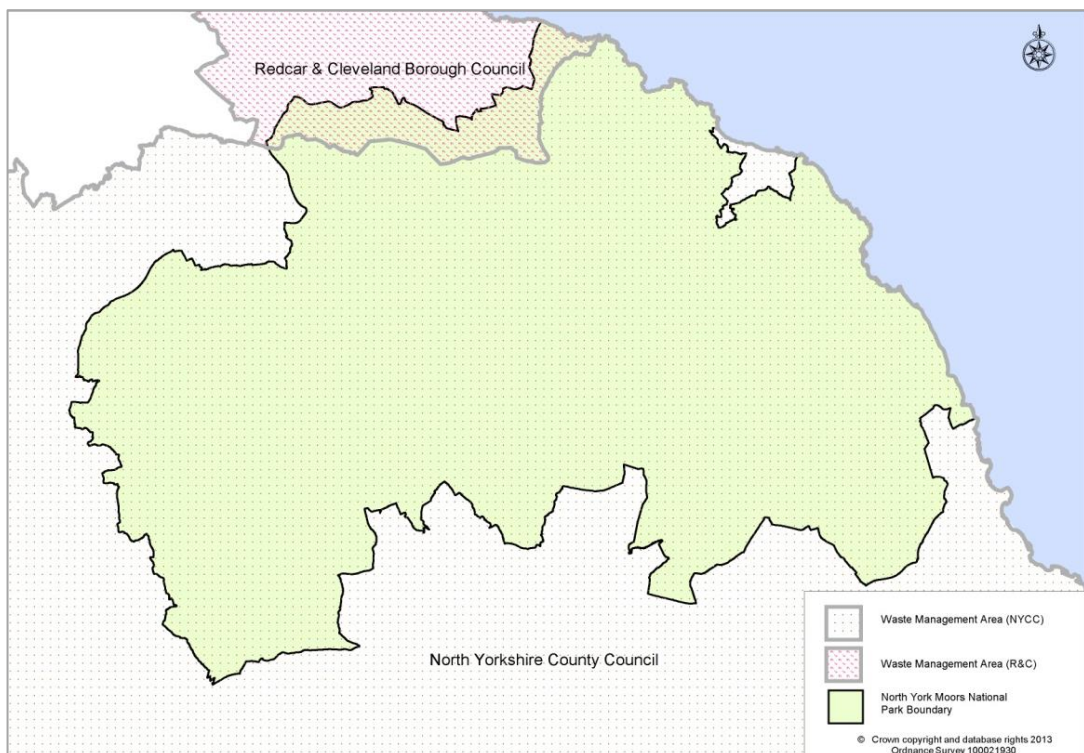 Redcar & Cleveland Borough Council
North Yorkshire County Council
Waste Management Area (NYCC)
Waste Management Area (R&C)
North York Moors National
Park Boundary
© Crown copyright and database rights 2013
Ordnance Survey 100021930